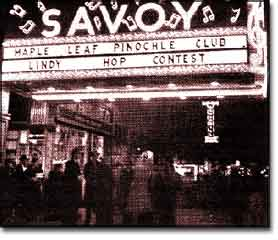 SAVOY
MAPLE LEAF PINOCHLE CLUB
LINDY HOP CONTEST